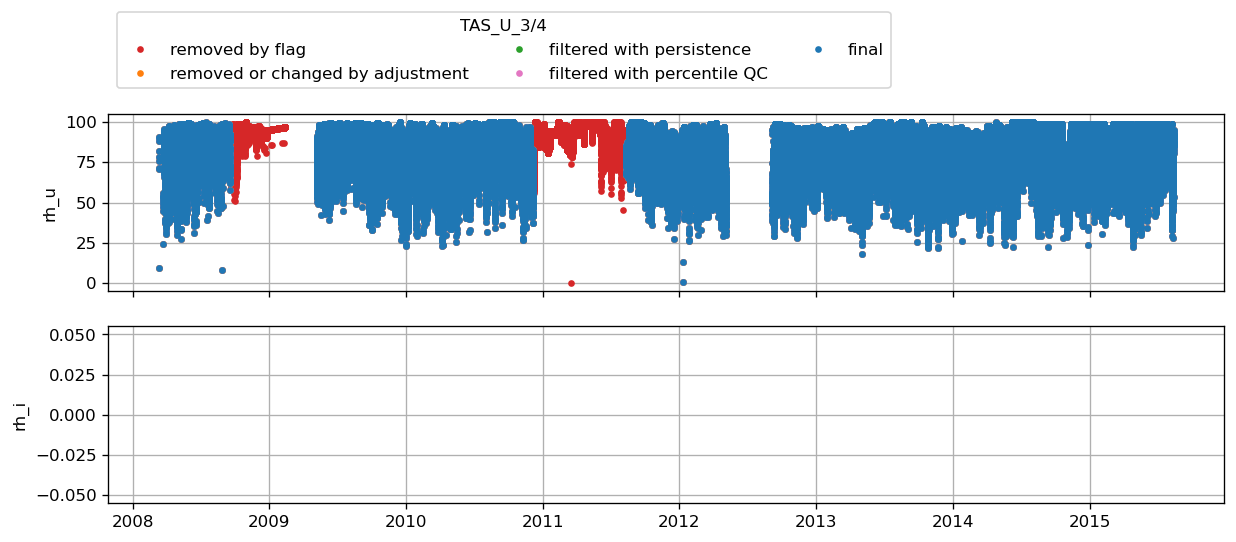 TAS_U_3/4
removed by flag
filtered with persistence
final
removed or changed by adjustment
filtered with percentile QC
100
75
50
25
0
rh_u
0.050
0.025
0.000
−0.025
−0.050
rh_i
2008 2009 2010 2011 2012 2013 2014 2015